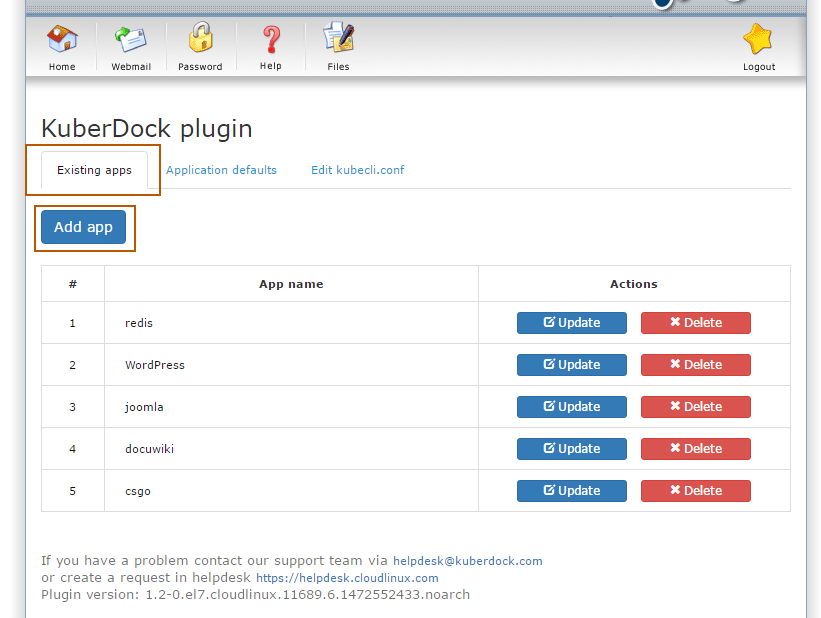 Home Webmail Password Help Files Logout
KuberDock plugin
Existing apps Application defaults Edit kubecli.conf
Add app
# App name Actions
1 redis Update Delete
2 WordPress Update Delete
3 joomla Update Delete
4 docuwiki Update Delete
5 csgo Update Delete
If you have a problem contact our support team via helpdesk@kuberdock.com
or create a request in helpdesk https://helpdesk.cloudlinux.com
Plugin version: 1.2-0.el7.cloudlinux.11689.6.1472552433.noarch